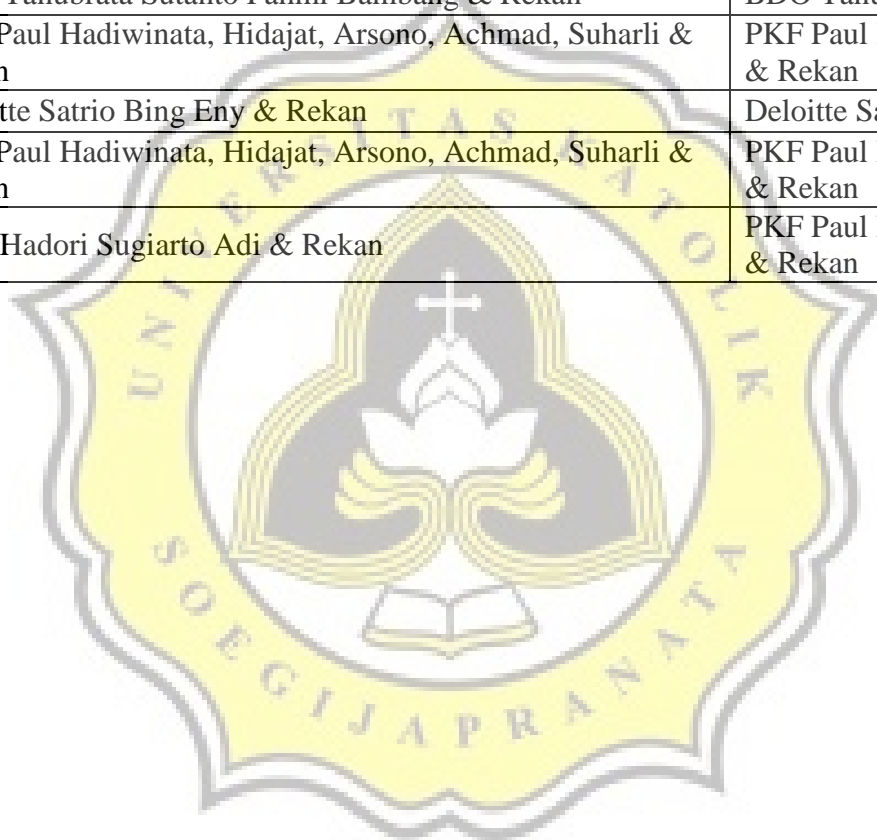 Tanubrata Sutanto Fahmi Bambang & Rekan BDO Tanu
Paul Hadiwinata, Hidajat, Arsono, Achmad, Suharli & PKF Paul
n & Rekan
tte Satrio Bing Eny & Rekan Deloitte Sa
Paul Hadiwinata, Hidajat, Arsono, Achmad, Suharli & PKF Paul
n & Rekan
Hadori Sugiarto Adi & Rekan PKF Paul
& Rekan
UNIVERSITAS KATOLIK
SOEGIJAPRANATA